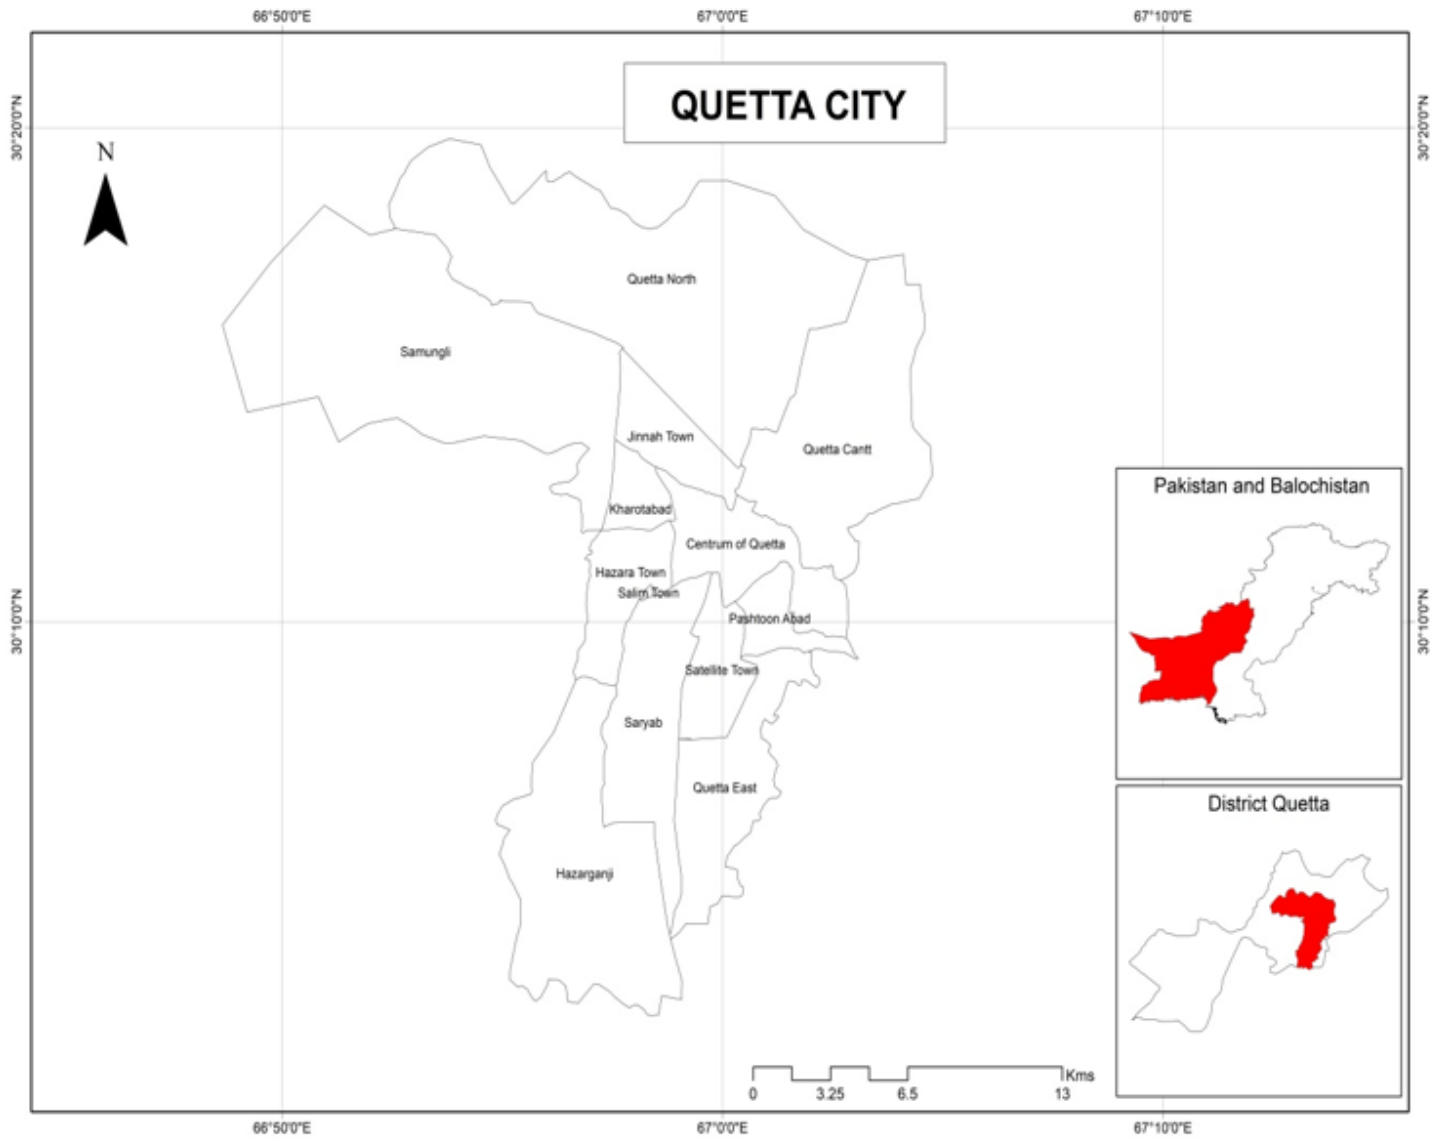 66°50'0"E 67°0'0"E 67°10'0"E
QUETTA CITY
30°20'0"N 30°20'0"N
N
Quetta North
Samungli
Jinnah Town
Quetta Cantt
Pakistan and Balochistan
Kharotabad
Centrum of Quetta
Hazara Town
Salim Town
Pashtoon Abad
30°10'0"N 30°10'0"N
Satellite Town
Saryab
Quetta East
District Quetta
Hazarganji
Kms
0 3.25 6.5 13
66°50'0"E 67°0'0"E 67°10'0"E